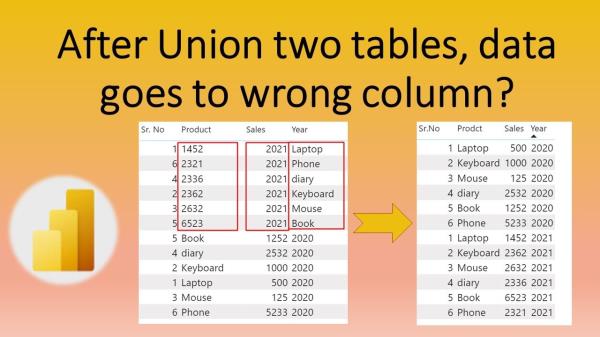 After Union two tables, data
goes to wrong column?
Sr. No Product Sales Year
1 1452 2021 Laptop
6 2321 2021 Phone
4 2336 2021 diary
2 2362 2021 Keyboard
3 2632 2021 Mouse
5 6523 2021 Book
5 Book 1252 2020
4 diary 2532 2020
2 Keyboard 1000 2020
1 Laptop 500 2020
3 Mouse 125 2020
6 Phone 5233 2020
Sr.No Prodct Sales Year
1 Laptop 500 2020
2 Keyboard 1000 2020
3 Mouse 125 2020
4 diary 2532 2020
5 Book 1252 2020
6 Phone 5233 2020
1 Laptop 1452 2021
2 Keyboard 2362 2021
3 Mouse 2632 2021
4 diary 2336 2021
5 Book 6523 2021
6 Phone 2321 2021